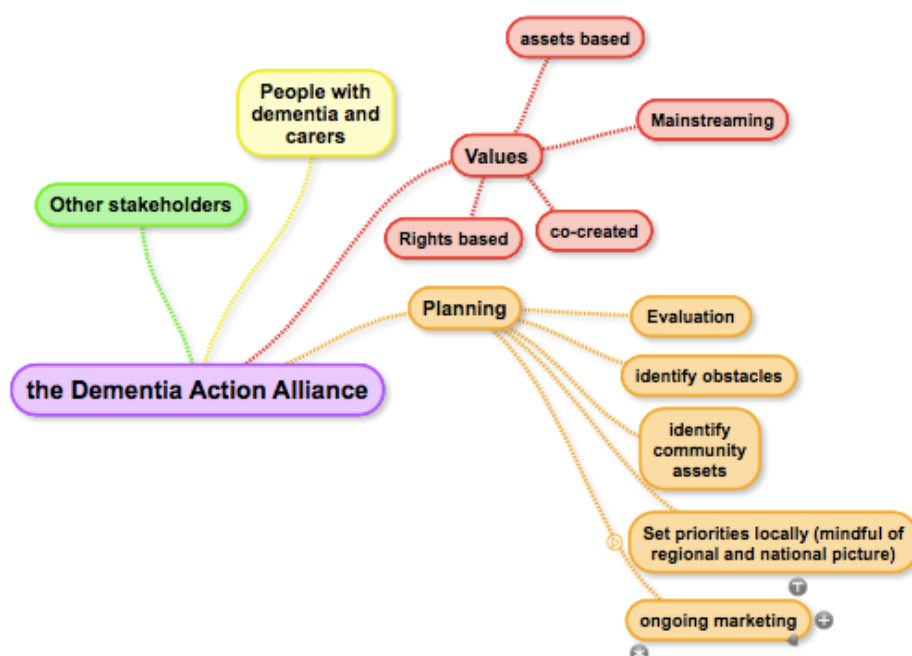 assets based
People with
dementia and
carers
Mainstreaming
Values
Other stakeholders
Rights based
co-created
Planning
Evaluation
the Dementia Action Alliance
identify obstacles
identify
community
assets
Set priorities locally (mindful of
regional and national picture)
ongoing marketing